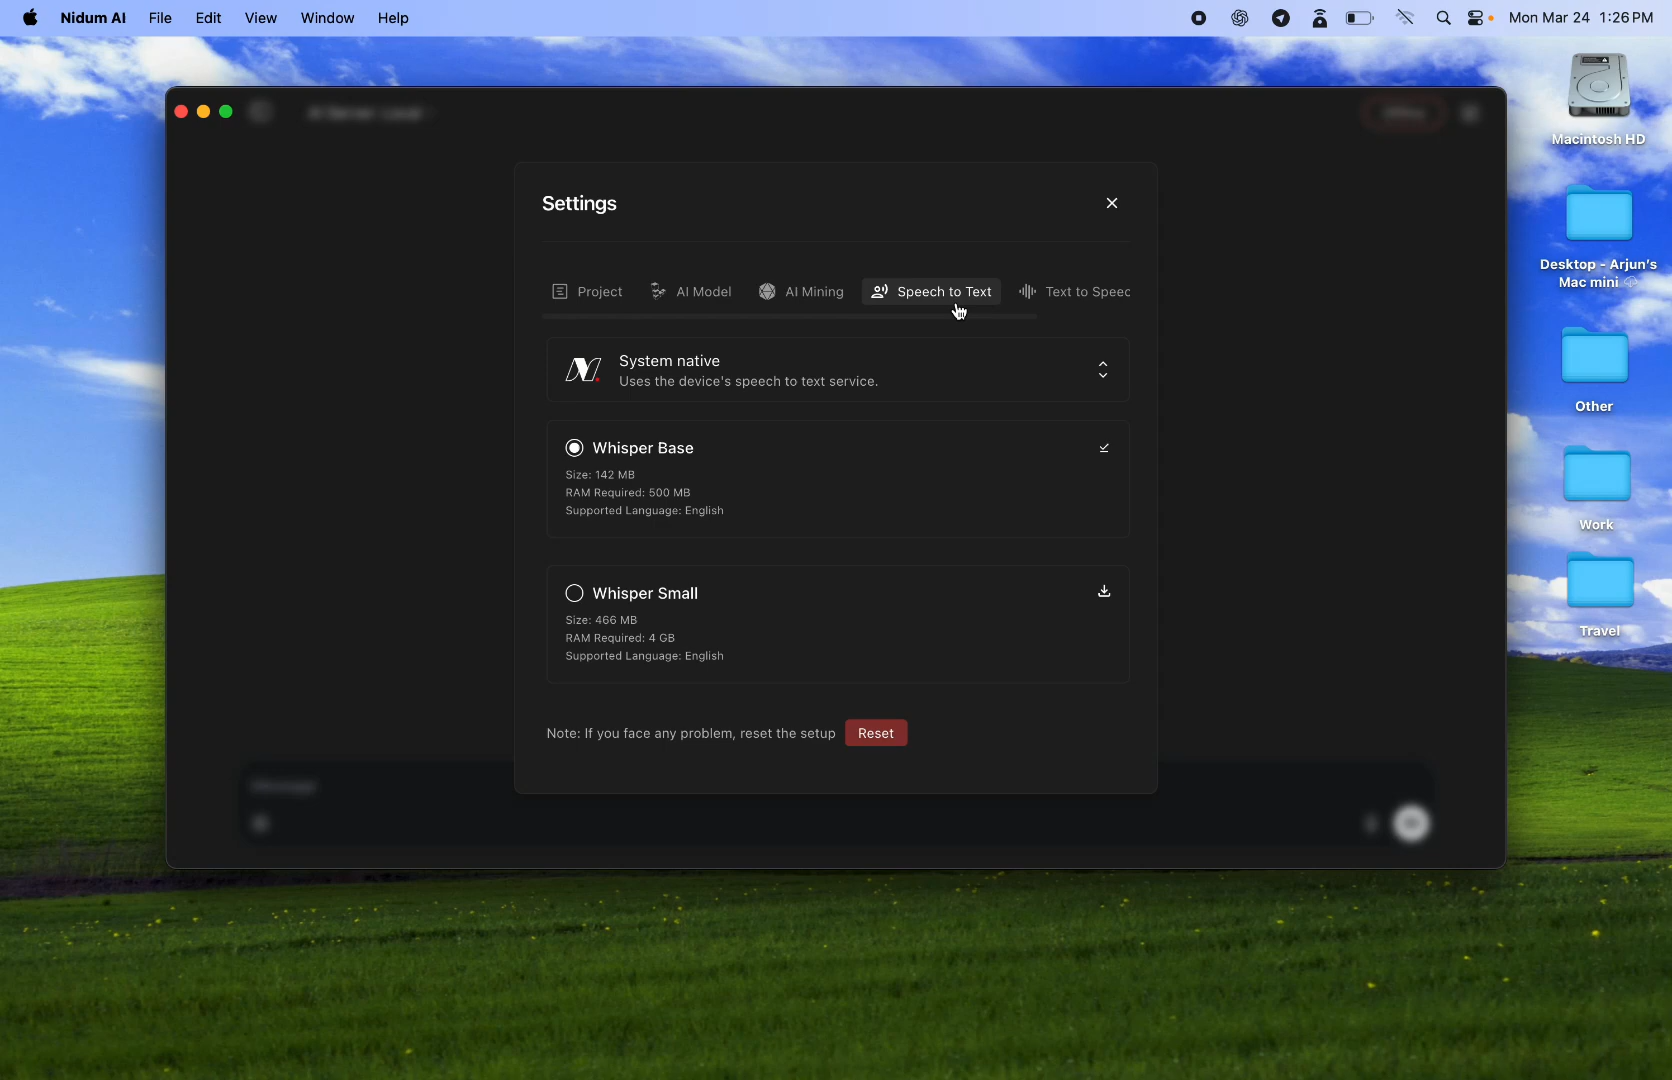 Nidum AI File Edit View Window Help Mon Mar 24 1:26 PM
Macintosh HD
Settings
Project AI Model AI Mining Speech to Text Text to Speec
Desktop - Arjun's
Mac mini
System native
Uses the device's speech to text service.
Other
Whisper Base
Size: 142 MB
RAM Required: 500 MB
Supported Language: English
Work
Whisper Small
Size: 466 MB
RAM Required: 4 GB
Supported Language: English
Travel
Note: If you face any problem, reset the setup Reset